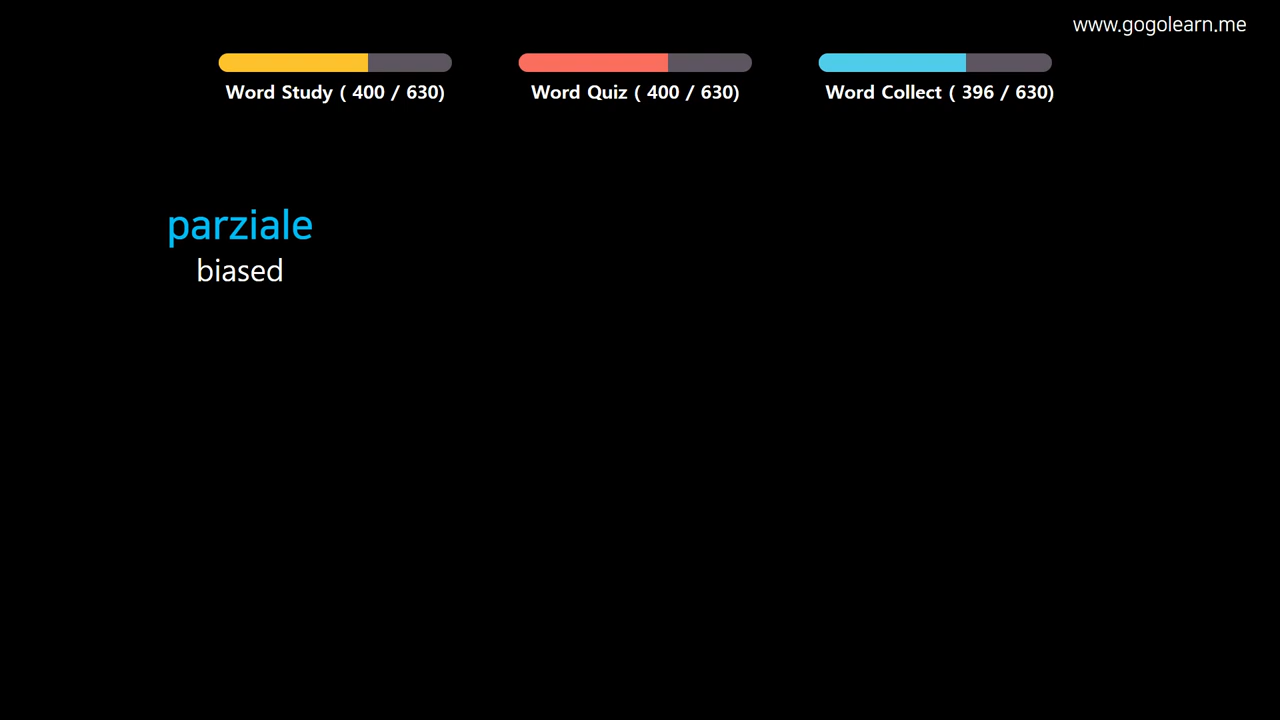 www.gogolearn.me
Word Study ( 400 / 630)
Word Quiz ( 400 / 630)
Word Collect ( 396 / 630)
parziale
biased